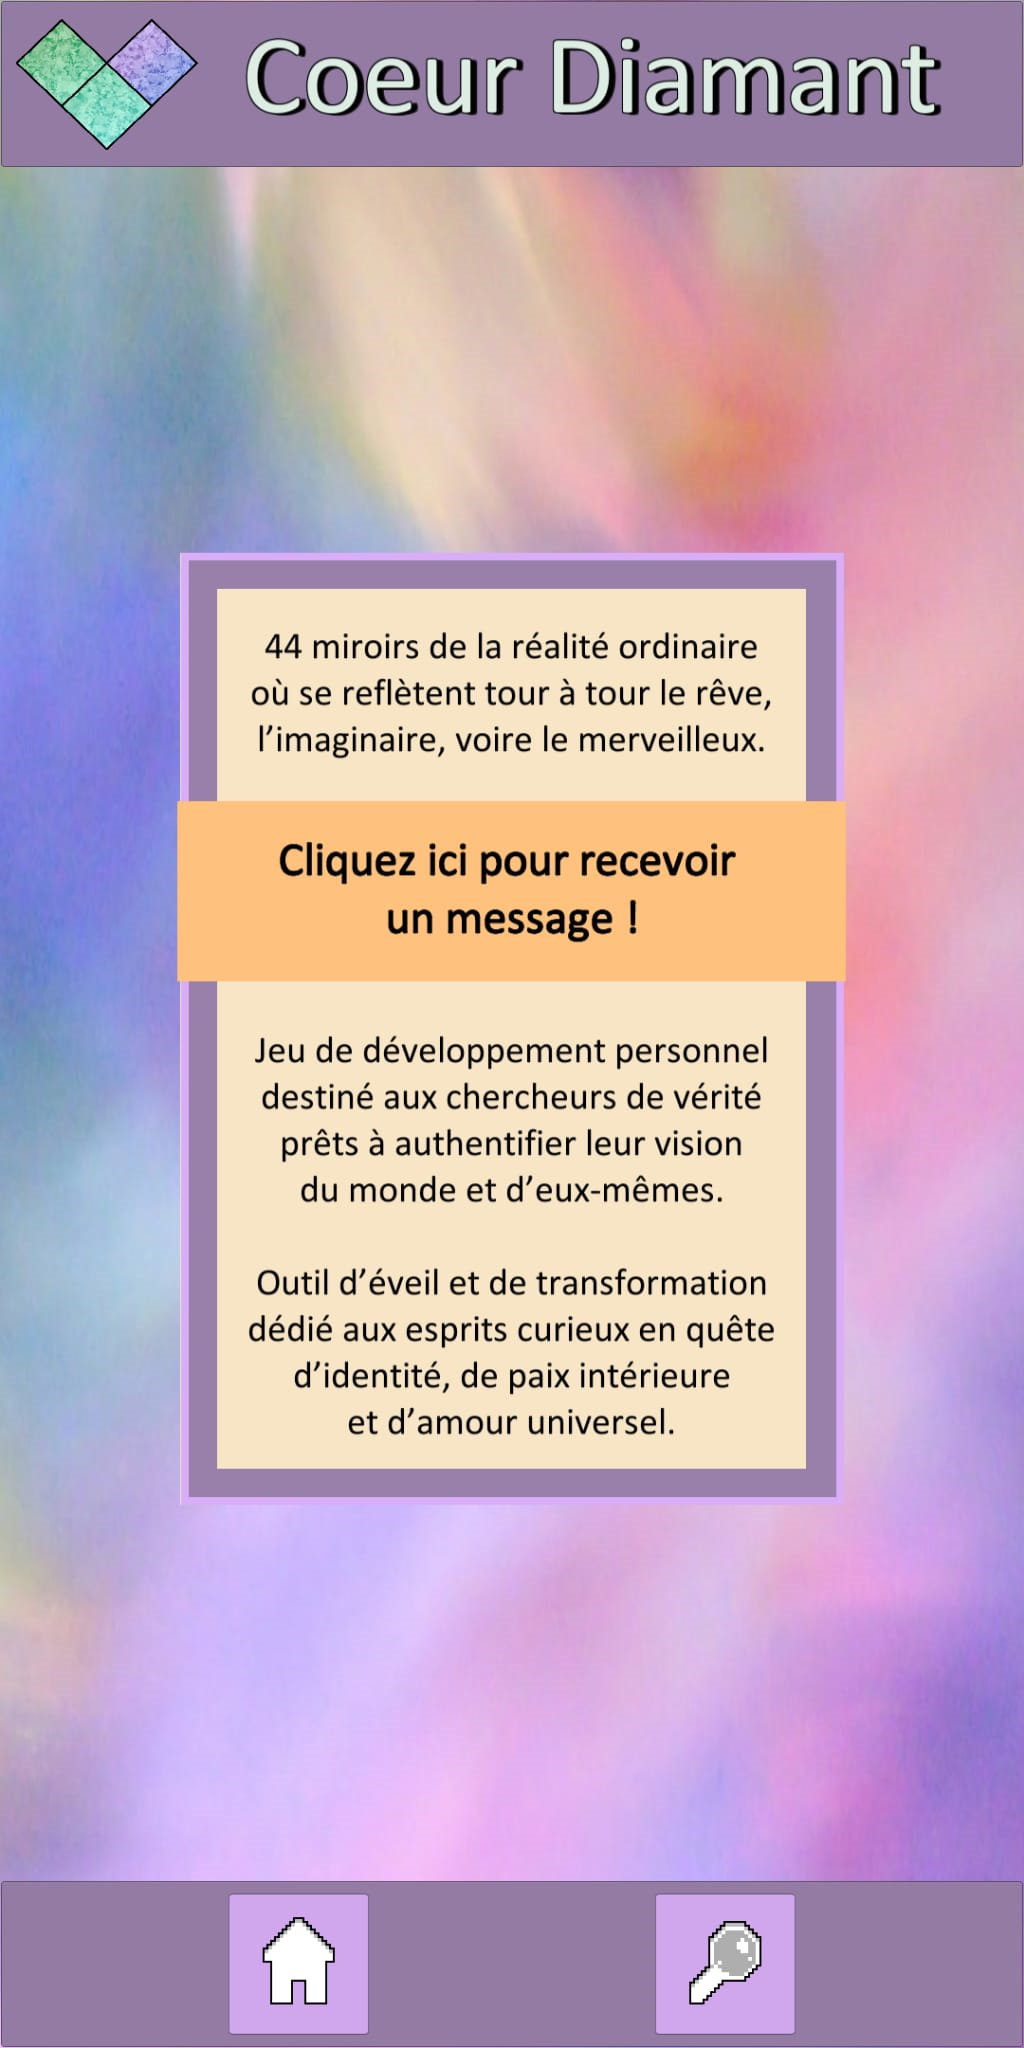 Coeur Diamant
44 miroirs de la réalité ordinaire
où se reflètent tour à tour le rêve,
l’imaginaire, voire le merveilleux.
Cliquez ici pour recevoir
un message !
Jeu de développement personnel
destiné aux chercheurs de vérité
prêts à authentifier leur vision
du monde et d’eux-mêmes.
Outil d’éveil et de transformation
dédié aux esprits curieux en quête
d’identité, de paix intérieure
et d’amour universel.